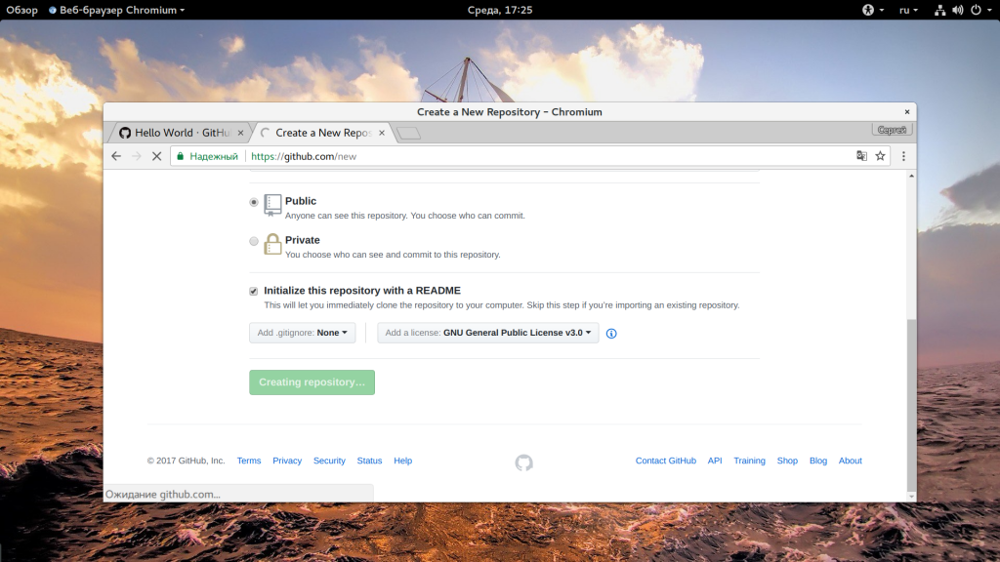 Обзор Веб-браузер Chromium Среда, 17:25 ru
Create a New Repository – Chromium
Hello World · GitHu Create a New Repos Сергей
Надежный https://github.com/new
Public
Anyone can see this repository. You choose who can commit.
Private
You choose who can see and commit to this repository.
Initialize this repository with a README
This will let you immediately clone the repository to your computer. Skip this step if you’re importing an existing repository.
Add .gitignore: None Add a license: GNU General Public License v3.0
Creating repository…
© 2017 GitHub, Inc. Terms Privacy Security Status Help Contact GitHub API Training Shop Blog About
Ожидание github.com...